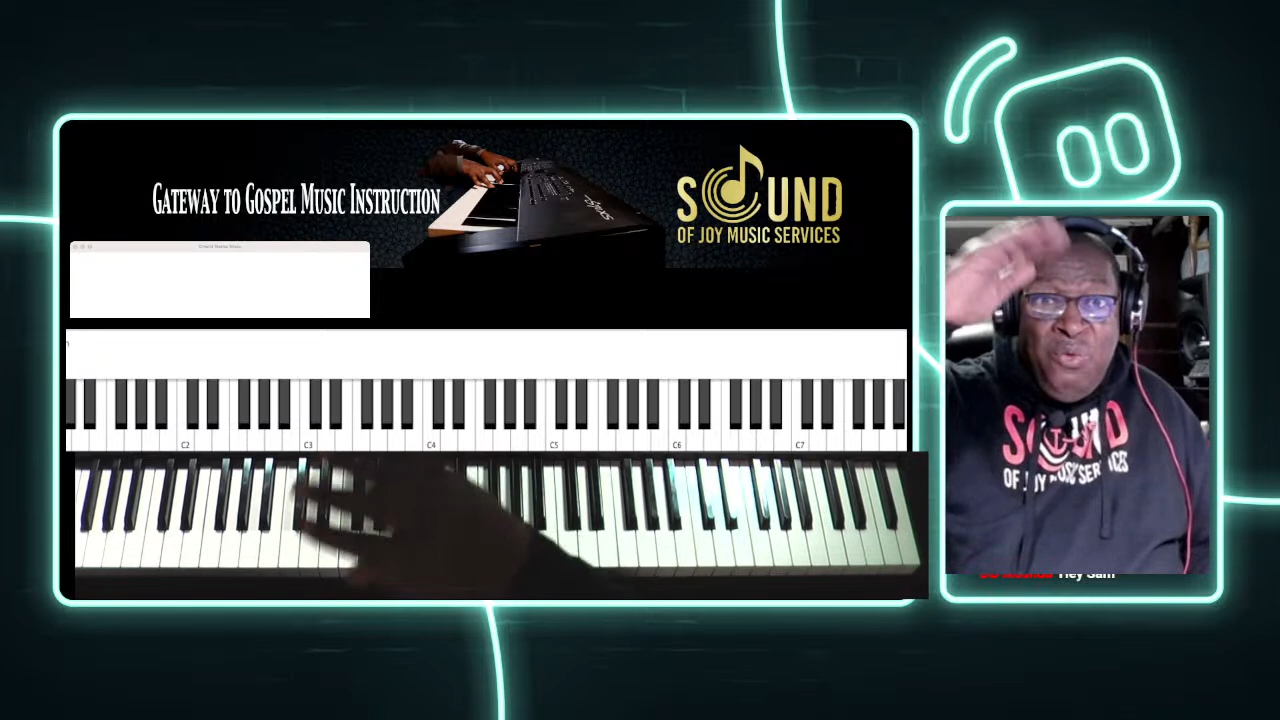 GATEWAY TO GOSPEL MUSIC INSTRUCTION
SOUND
OF JOY MUSIC SERVICES
C2 C3 C4 C5 C6 C7
SOUND
OF JOY MUSIC SERVICES
Hey Sam